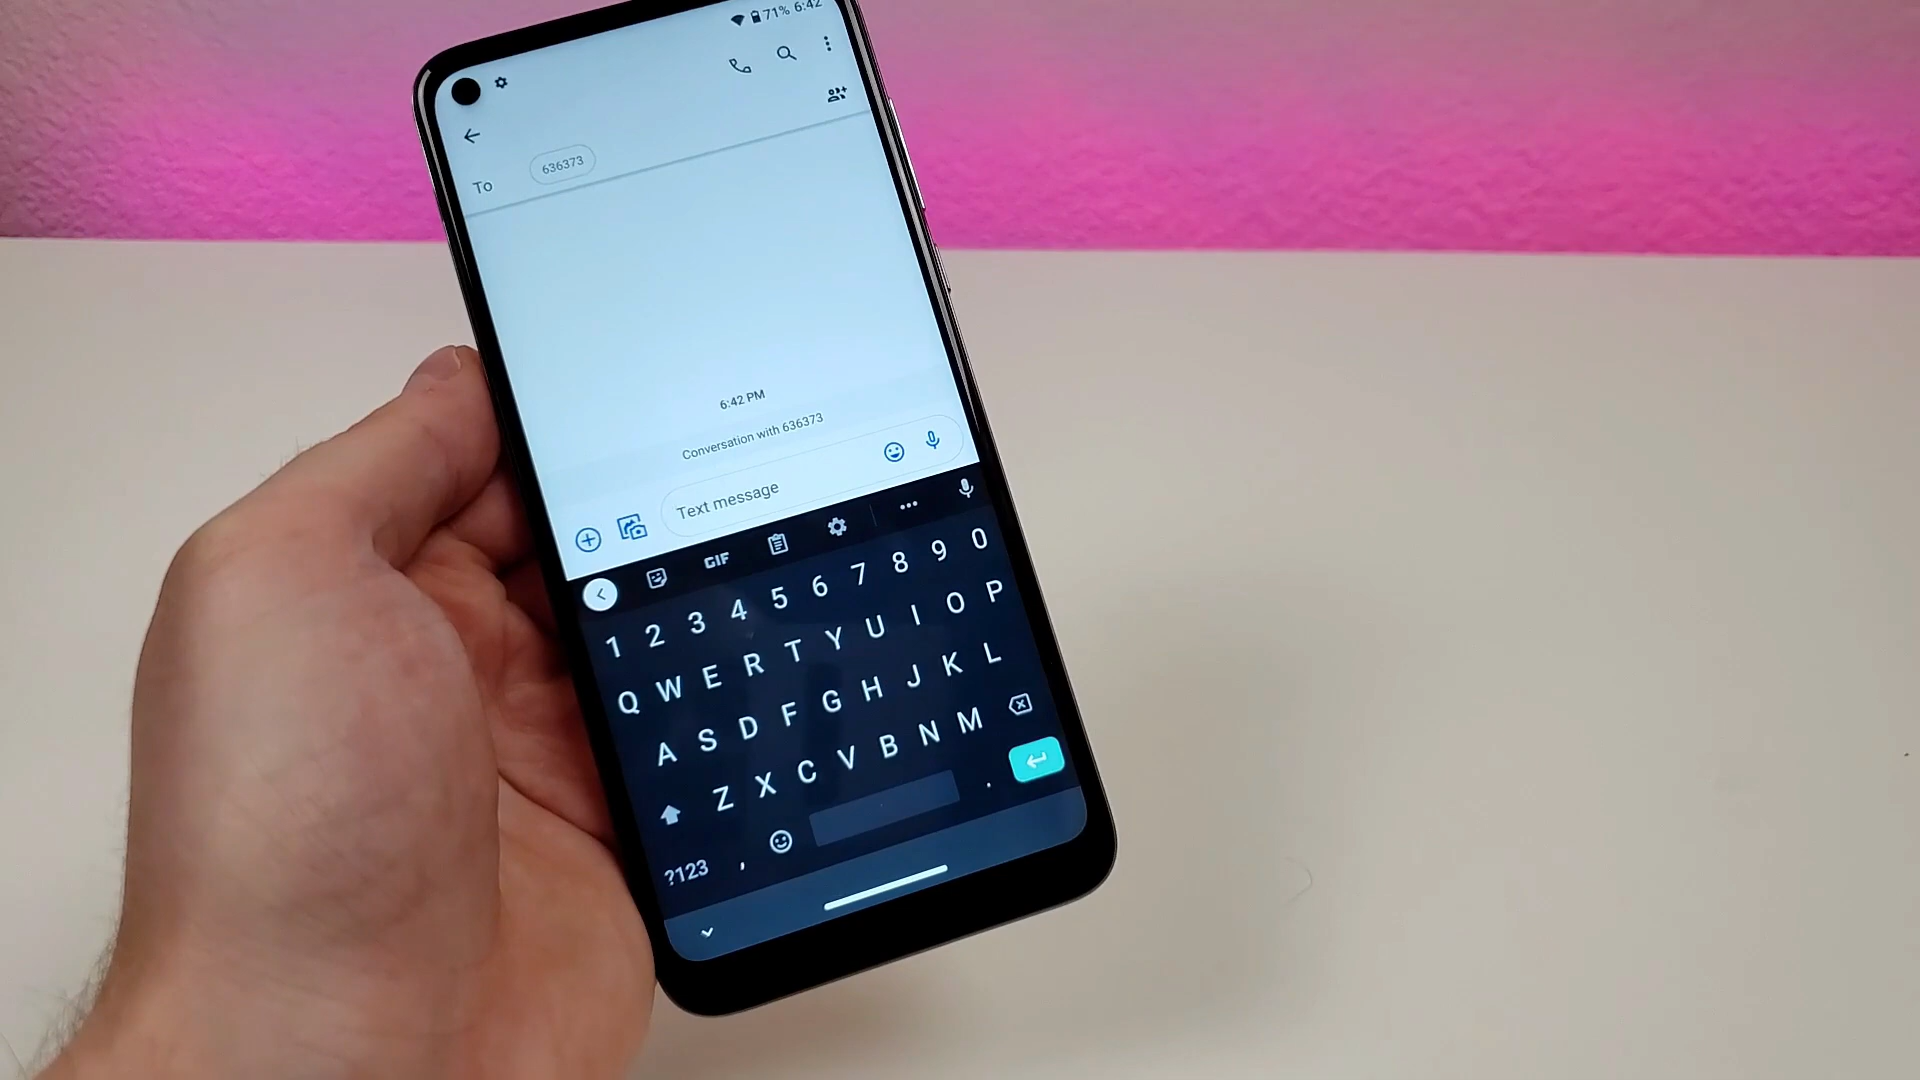 71% 6:42
To 636373
6:42 PM
Conversation with 636373
Text message
GIF
1 2 3 4 5 6 7 8 9 0
Q W E R T Y U I O P
A S D F G H J K L
Z X C V B N M
?123 , .